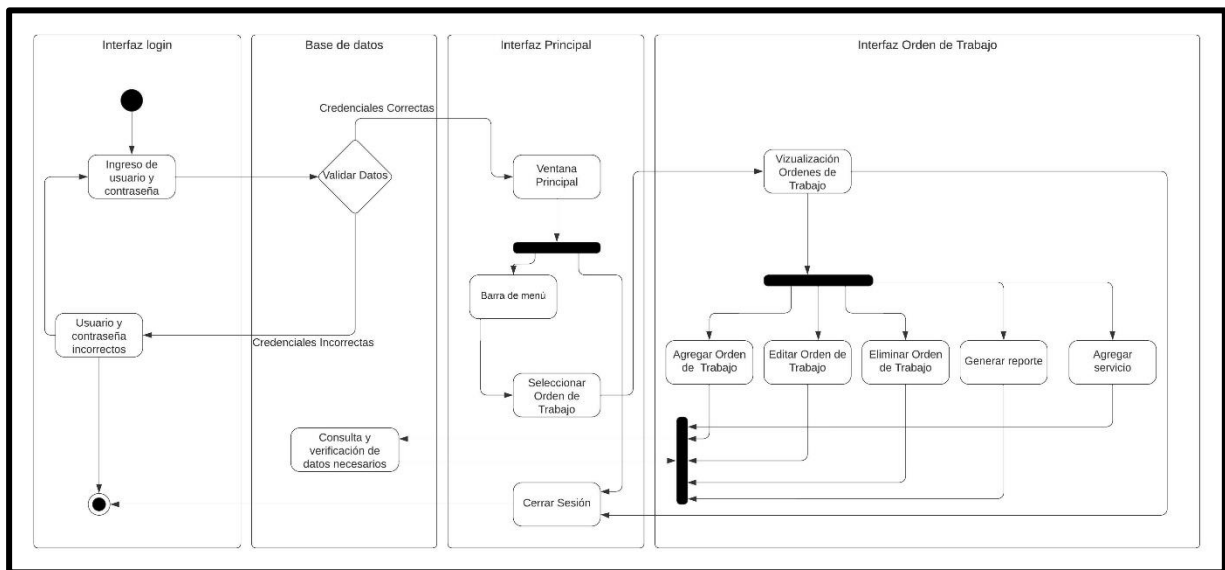 Interfaz login
Base de datos
Interfaz Principal
Interfaz Orden de Trabajo
Credenciales Correctas
Ingreso de
usuario y
contraseña
Validar Datos
Ventana
Principal
Vizualización
Ordenes de
Trabajo
Barra de menú
Usuario y
contraseña
incorrectos
Credenciales Incorrectas
Seleccionar
Orden de
Trabajo
Agregar Orden
de Trabajo
Editar Orden de
Trabajo
Eliminar Orden
de Trabajo
Generar reporte
Agregar
servicio
Consulta y
verificación de
datos necesarios
Cerrar Sesión